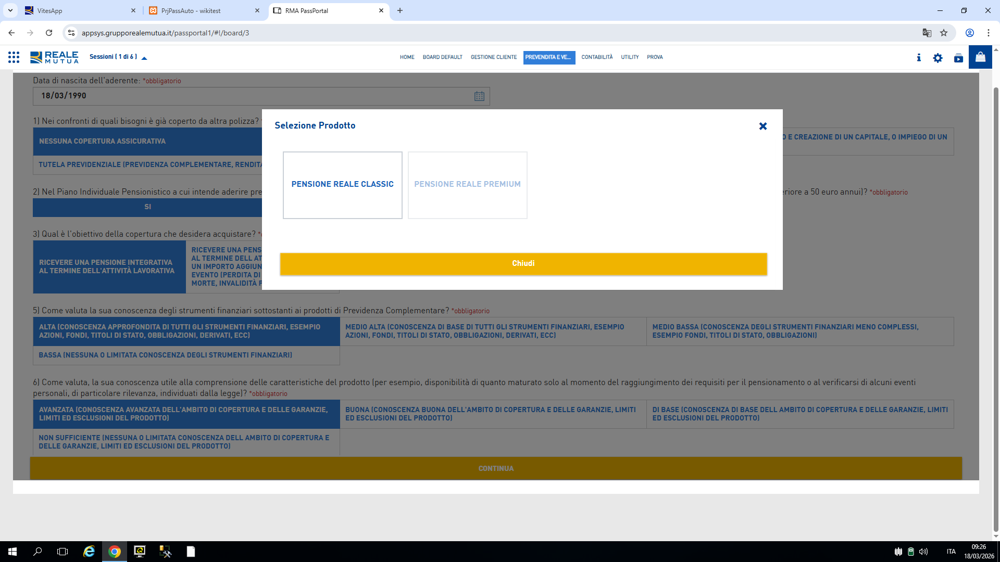 VitesApp
PrjPassAuto - wikitest
RMA PassPortal
appsys.grupporealemutua.it/passportal1/#!/board/3
REALE
MUTUA
Sessioni ( 1 di 6 )
HOME
BOARD DEFAULT
GESTIONE CLIENTE
PREVENDITA E VE...
CONTABILITÀ
UTILITY
PROVA
Data di nascita dell'aderente: *obbligatorio
18/03/1990
1) Nei confronti di quali bisogni è già coperto da altra polizza?
NESSUNA COPERTURA ASSICURATIVA
O E CREAZIONE DI UN CAPITALE, O IMPIEGO DI UN
TUTELA PREVIDENZIALE (PREVIDENZA COMPLEMENTARE, RENDITA
2) Nel Piano Individuale Pensionistico a cui intende aderire pre
eriore a 50 euro annui)? *obbligatorio
SI
3) Qual è l'obiettivo della copertura che desidera acquistare? *
RICEVERE UNA PENSIONE INTEGRATIVA
AL TERMINE DELL'ATTIVITÀ LAVORATIVA
RICEVERE UNA PENS
AL TERMINE DELL AT
UN IMPORTO AGGIUN
EVENTO (PERDITA DI
MORTE, INVALIDITÀ P
Selezione Prodotto
PENSIONE REALE CLASSIC
PENSIONE REALE PREMIUM
Chiudi
5) Come valuta la sua conoscenza degli strumenti finanziari sottostanti ai prodotti di Previdenza Complementare? *obbligatorio
ALTA (CONOSCENZA APPROFONDITA DI TUTTI GLI STRUMENTI FINANZIARI, ESEMPIO
AZIONI, FONDI, TITOLI DI STATO, OBBLIGAZIONI, DERIVATI, ECC)
MEDIO ALTA (CONOSCENZA DI BASE DI TUTTI GLI STRUMENTI FINANZIARI, ESEMPIO
AZIONI, FONDI, TITOLI DI STATO, OBBLIGAZIONI, DERIVATI, ECC)
MEDIO BASSA (CONOSCENZA DEGLI STRUMENTI FINANZIARI MENO COMPLESSI,
ESEMPIO FONDI, TITOLI DI STATO, OBBLIGAZIONI)
BASSA (NESSUNA O LIMITATA CONOSCENZA DEGLI STRUMENTI FINANZIARI)
6) Come valuta, la sua conoscenza utile alla comprensione delle caratteristiche del prodotto (per esempio, disponibilità di quanto maturato solo al momento del raggiungimento dei requisiti per il pensionamento o al verificarsi di alcuni eventi
personali, di particolare rilevanza, individuati dalla legge)? *obbligatorio
AVANZATA (CONOSCENZA AVANZATA DELL'AMBITO DI COPERTURA E DELLE GARANZIE,
LIMITI ED ESCLUSIONI DEL PRODOTTO)
BUONA (CONOSCENZA BUONA DELL'AMBITO DI COPERTURA E DELLE GARANZIE, LIMITI
ED ESCLUSIONI DEL PRODOTTO)
DI BASE (CONOSCENZA DI BASE DELL AMBITO DI COPERTURA E DELLE GARANZIE, LIMITI
ED ESCLUSIONI DEL PRODOTTO)
NON SUFFICIENTE (NESSUNA O LIMITATA CONOSCENZA DELL AMBITO DI COPERTURA E
DELLE GARANZIE, LIMITI ED ESCLUSIONI DEL PRODOTTO)
CONTINUA
ITA
09:26
18/03/2026